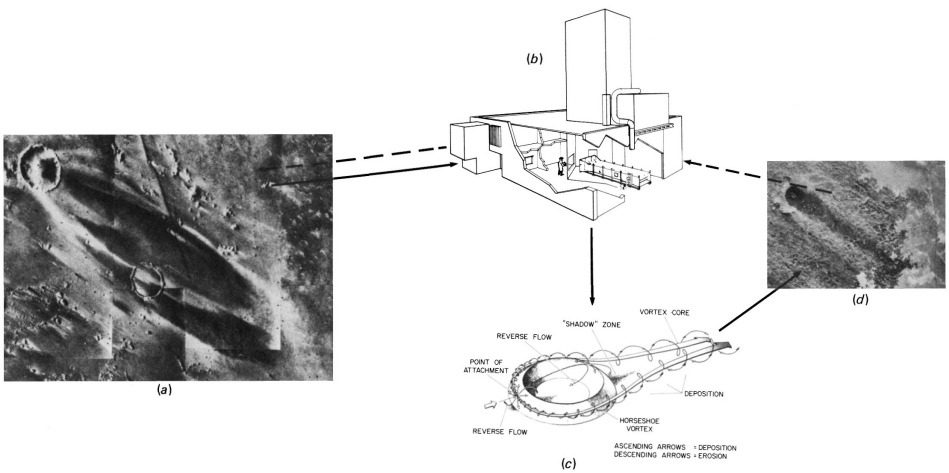 (b)
(a)
(d)
"SHADOW" ZONE
VORTEX CORE
REVERSE FLOW
POINT OF
ATTACHMENT
DEPOSITION
HORSESHOE
VORTEX
REVERSE FLOW
ASCENDING ARROWS = DEPOSITION
DESCENDING ARROWS = EROSION
(c)